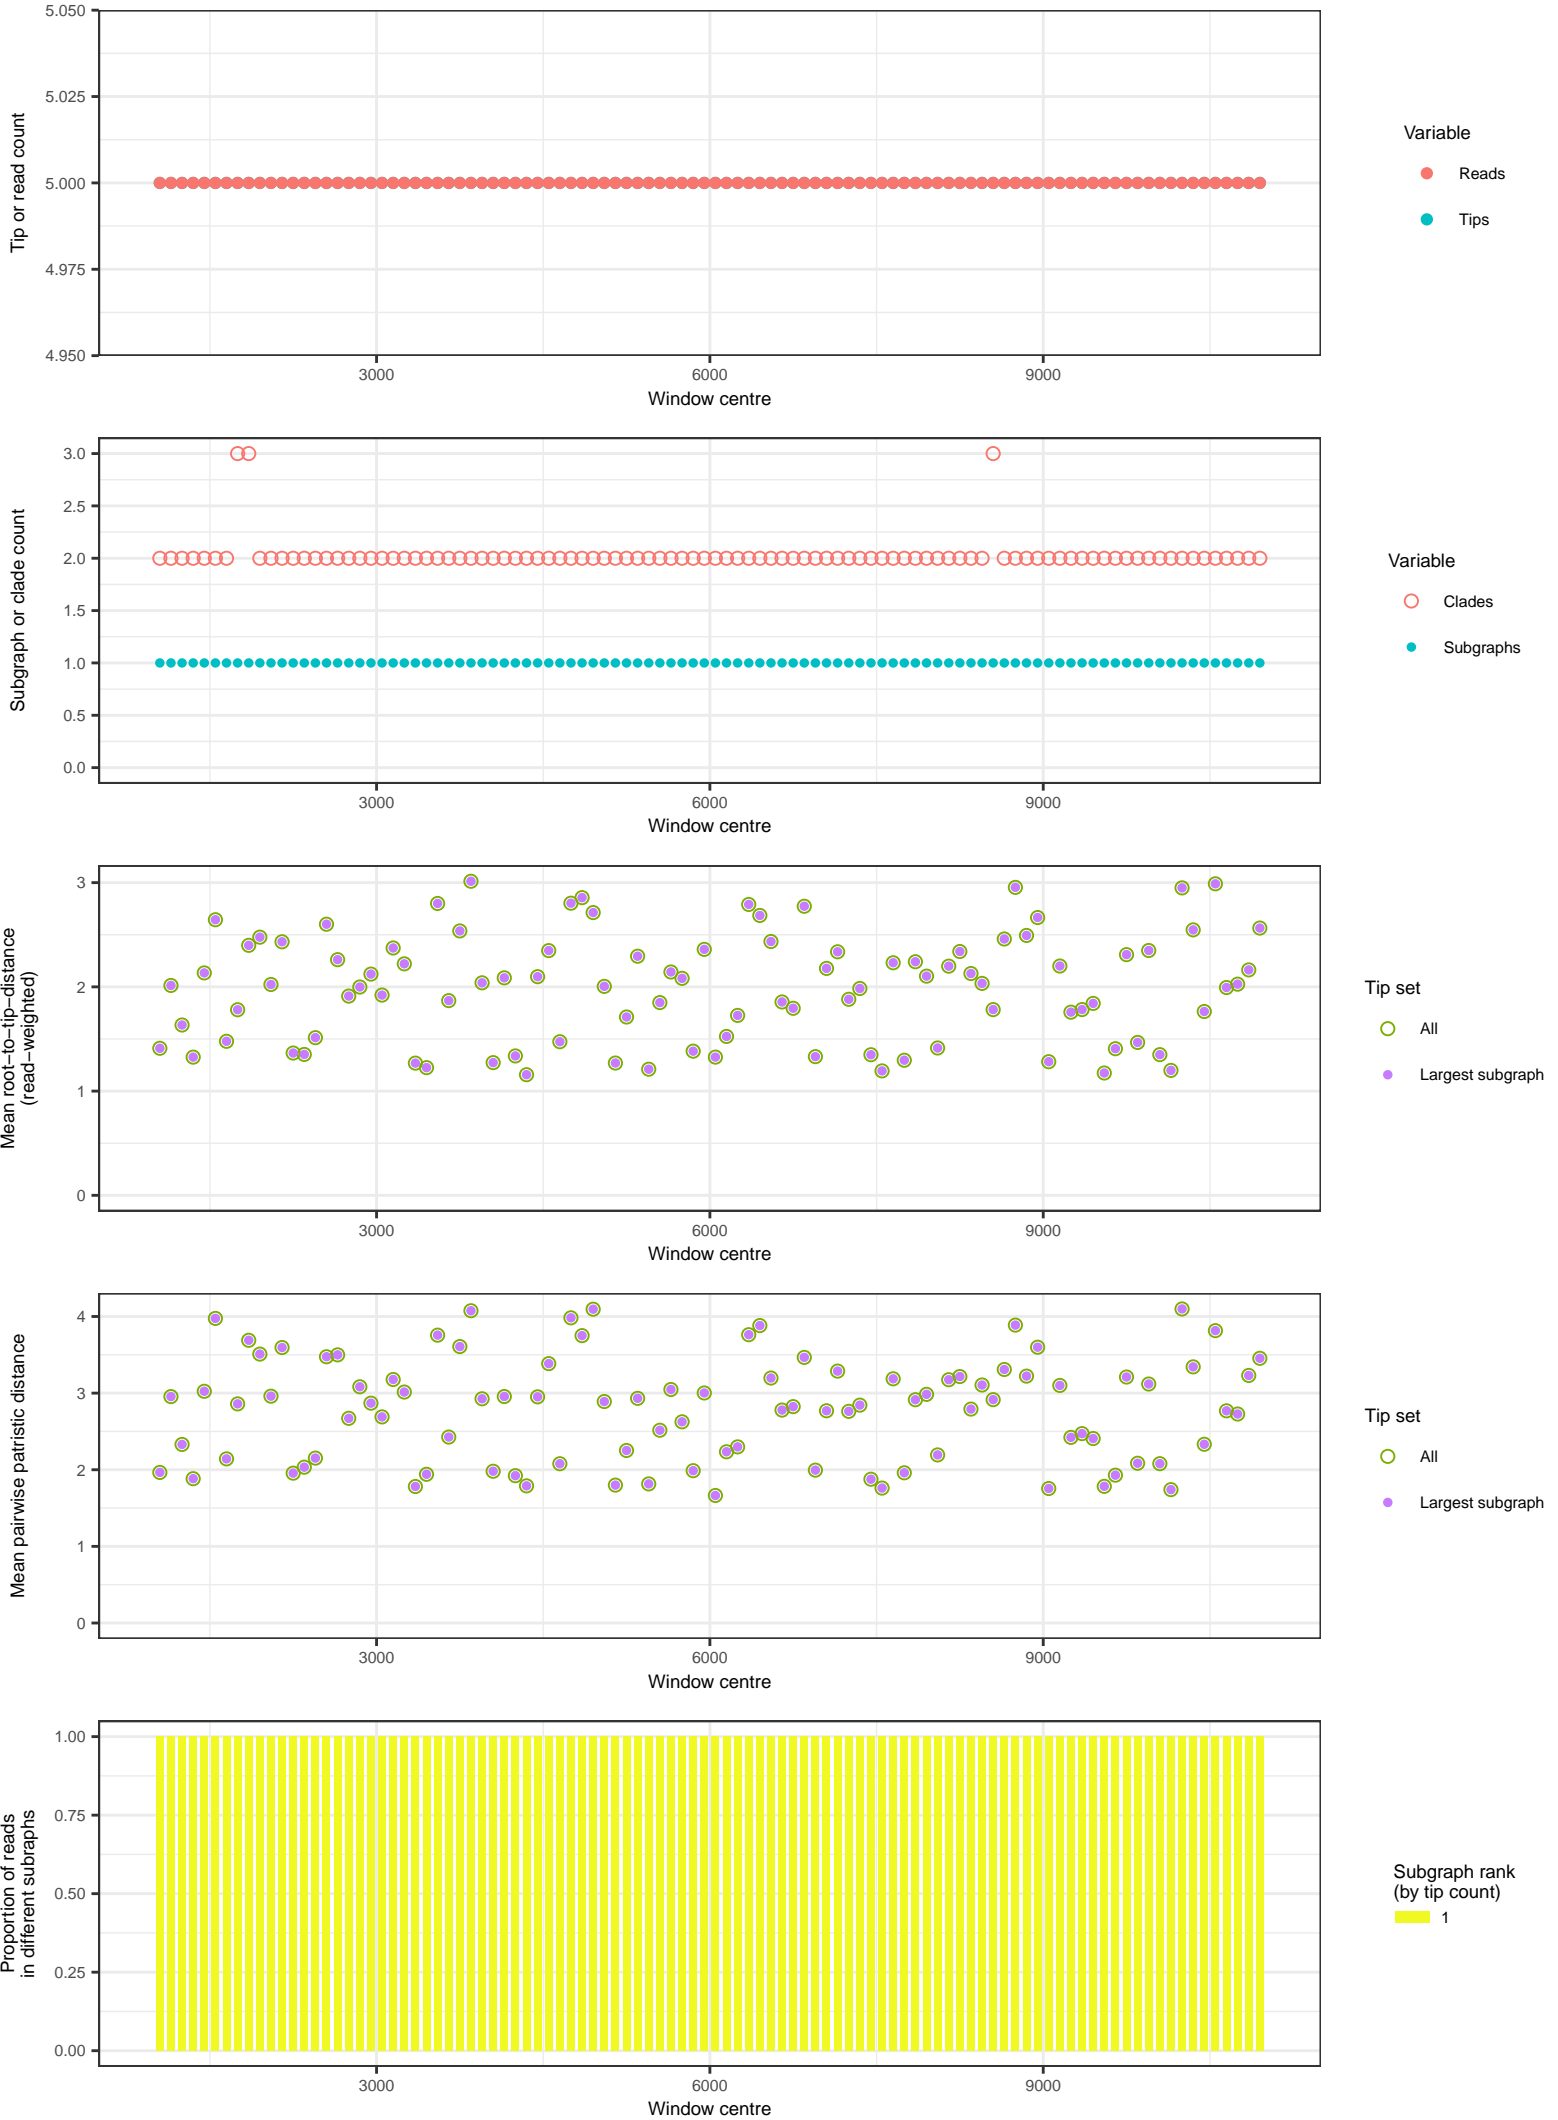 5.050
5.025
5.000
4.975
4.950
Tip or read count
3000 6000 9000
Window centre
Variable
Reads
Tips
3.0
2.5
2.0
1.5
1.0
0.5
0.0
Subgraph or clade count
3000 6000 9000
Window centre
Variable
Clades
Subgraphs
3
2
1
0
Mean root−to−tip−distance
(read−weighted)
3000 6000 9000
Window centre
Tip set
All
Largest subgraph
4
3
2
1
0
Mean pairwise patristic distance
3000 6000 9000
Window centre
Tip set
All
Largest subgraph
1.00
0.75
0.50
0.25
0.00
Proportion of reads
in different subraphs
3000 6000 9000
Window centre
Subgraph rank
(by tip count)
1